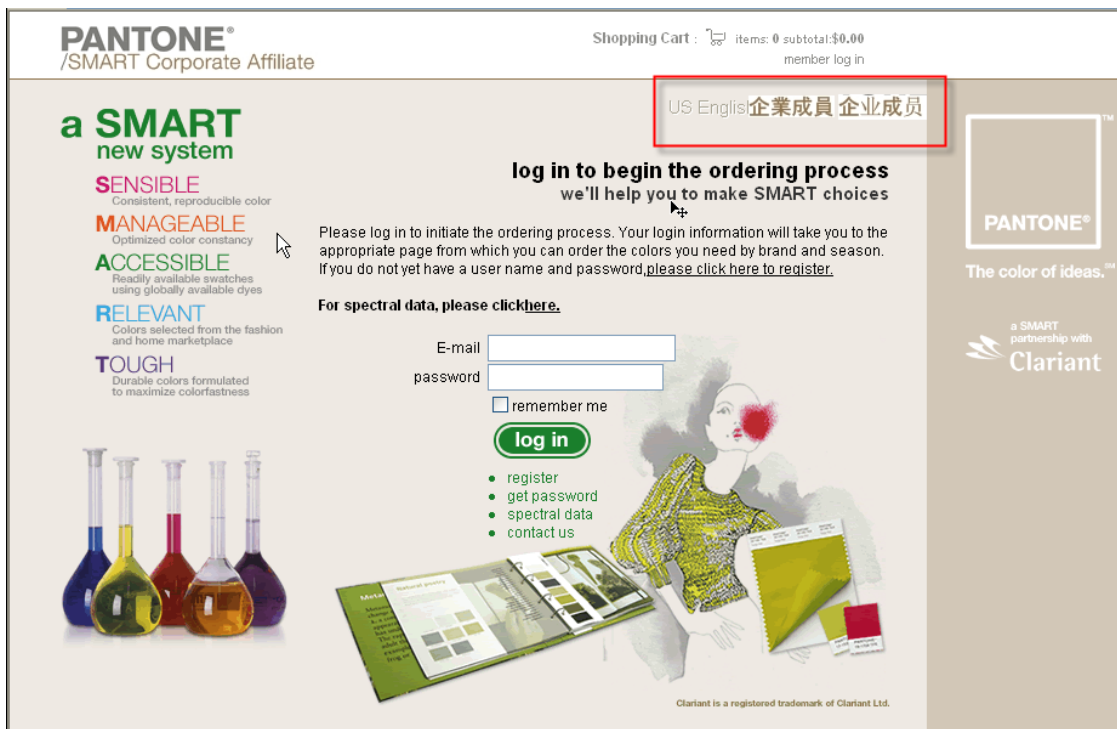 PANTONE®
/SMART Corporate Affiliate
Shopping Cart : items: 0 subtotal:$0.00
member log in
US Englis企業成員 企业成员
a SMART
new system
SENSIBLE
Consistent, reproducible color
MANAGEABLE
Optimized color constancy
ACCESSIBLE
Readily available swatches
using globally available dyes
RELEVANT
Colors selected from the fashion
and home marketplace
TOUGH
Durable colors formulated
to maximize colorfastness
log in to begin the ordering process
we'll help you to make SMART choices
Please log in to initiate the ordering process. Your login information will take you to the
appropriate page from which you can order the colors you need by brand and season.
If you do not yet have a user name and password,please click here to register.
For spectral data, please clickhere.
E-mail
password
remember me
log in
register
get password
spectral data
contact us
Natural poetry
Clariant is a registered trademark of Clariant Ltd.
TM
PANTONE®
The color of ideas.℠
a SMART
partnership with
Clariant